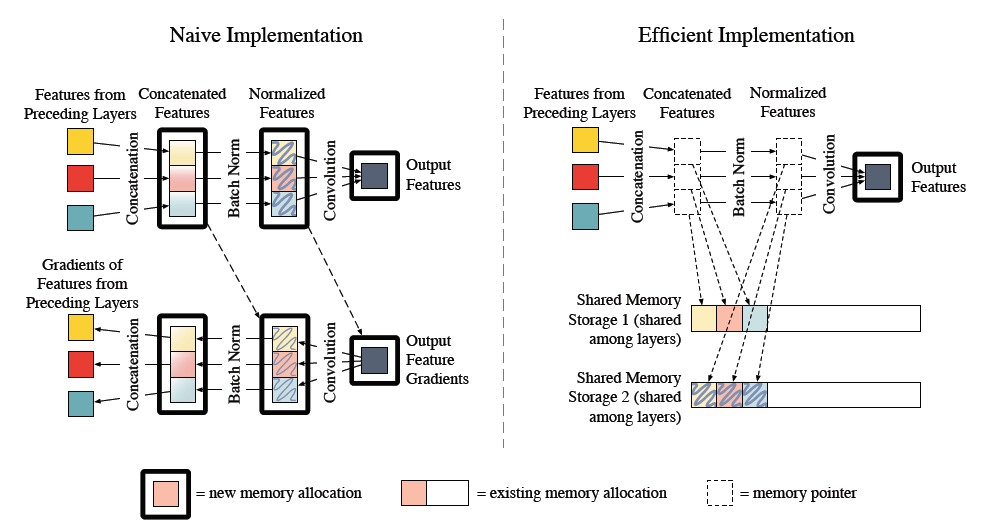 Naive Implementation
Features from
Preceding Layers
Concatenated
Features
Normalized
Features
Concatenation
Batch Norm
Convolution
Output
Features
Gradients of
Features from
Preceding Layers
Concatenation
Batch Norm
Convolution
Output
Feature
Gradients
Efficient Implementation
Features from
Preceding Layers
Concatenated
Features
Normalized
Features
Concatenation
Batch Norm
Convolution
Output
Features
Shared Memory
Storage 1 (shared
among layers)
Shared Memory
Storage 2 (shared
among layers)
= new memory allocation
= existing memory allocation
= memory pointer